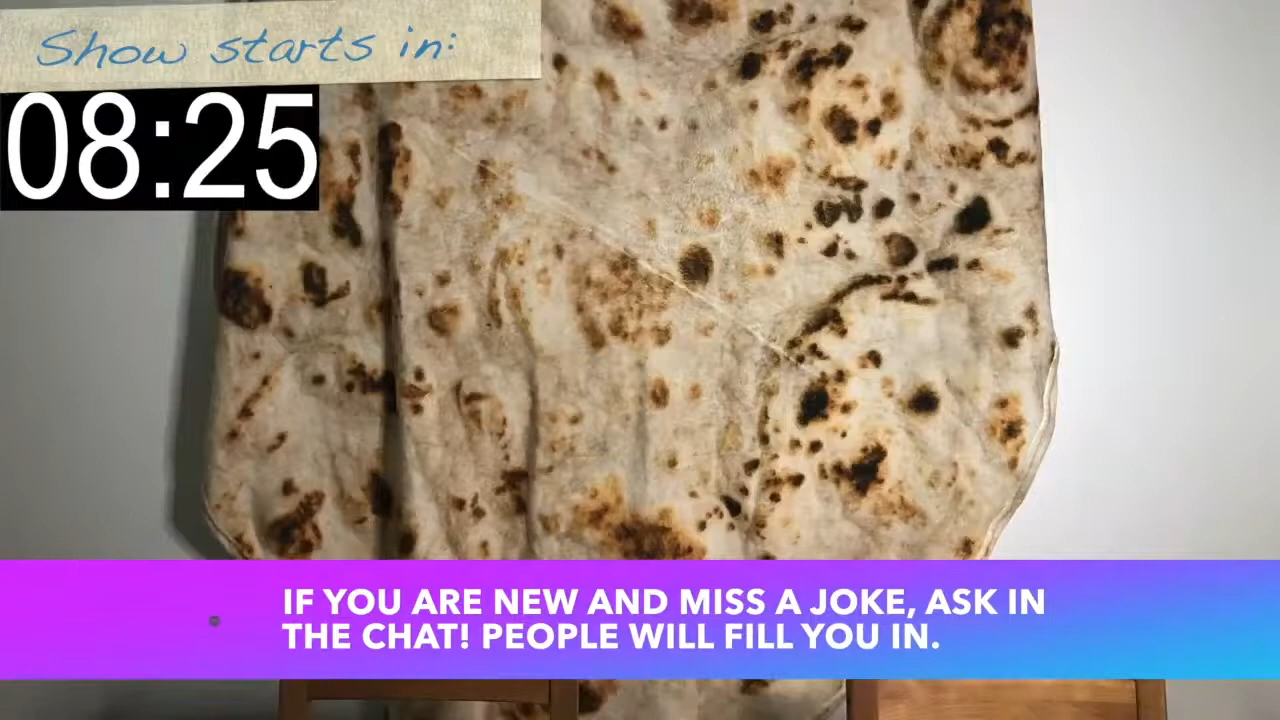 Show starts in:
08:25
IF YOU ARE NEW AND MISS A JOKE, ASK IN
THE CHAT! PEOPLE WILL FILL YOU IN.